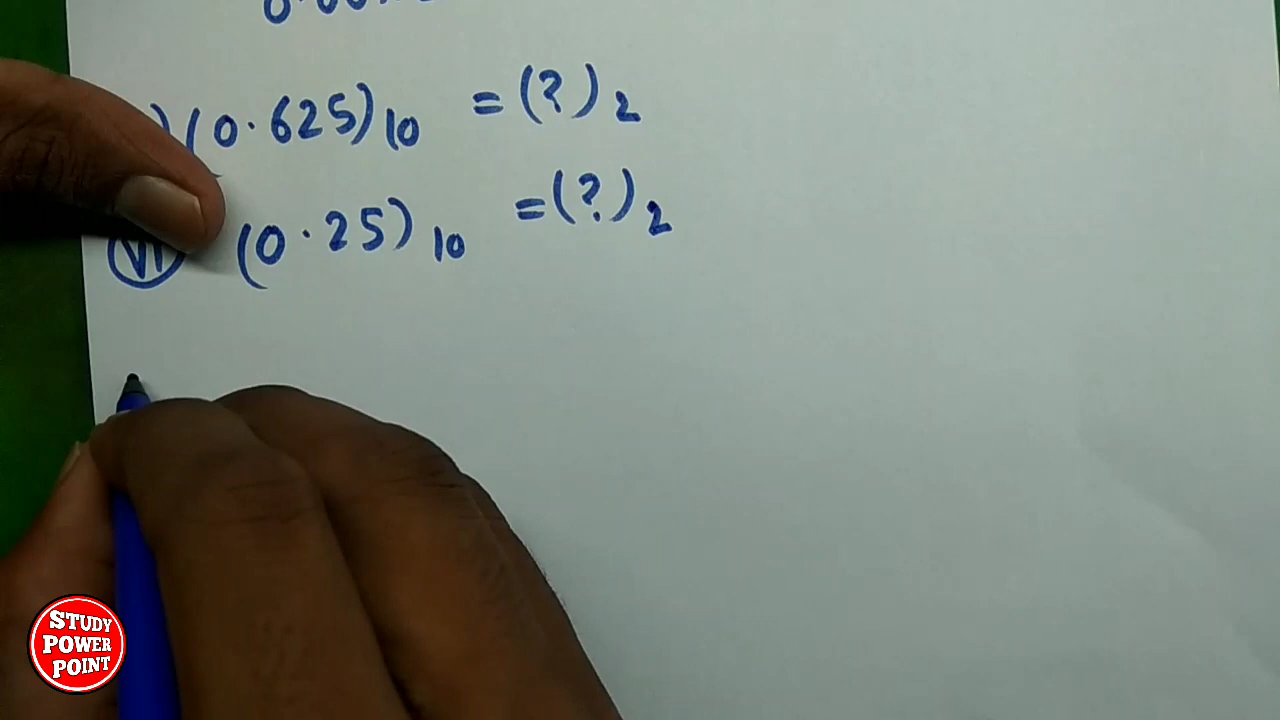 ) (0.625)10 = (?)2
VI (0.25)10 = (?)2
STUDY
POWER
POINT